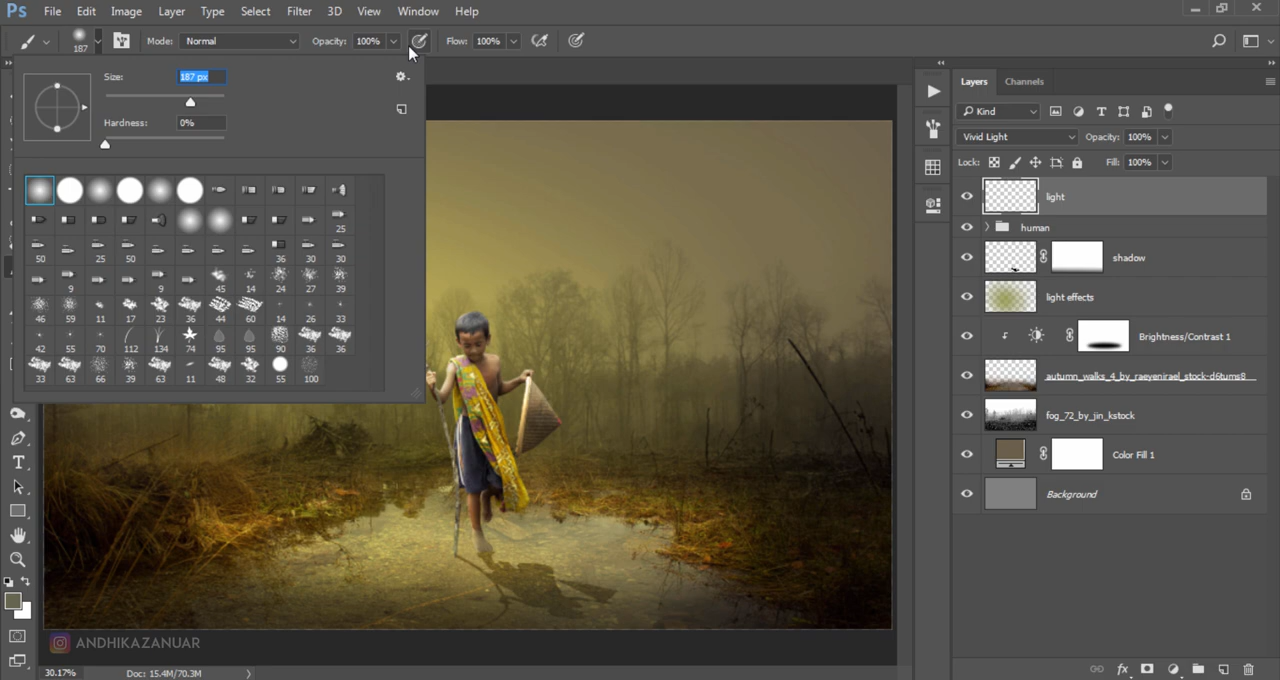 Ps File Edit Image Layer Type Select Filter 3D View Window Help
187 Mode: Normal Opacity: 100% Flow: 100%
Size: 187 px
Hardness: 0%
25
50 25 50 36 30 30
9 9 45 14 24 27 39
46 59 11 17 23 36 44 60 14 26 33
42 55 70 112 134 74 95 95 90 36 36
33 63 66 39 63 11 48 32 55 100
Layers Channels
Kind
Vivid Light Opacity: 100%
Lock: Fill: 100%
light
human
shadow
light effects
Brightness/Contrast 1
autumn_walks_4_by_raeyenirael_stock-d6tums8
fog_72_by_jin_kstock
Color Fill 1
Background
ANDHIKAZANUAR
30.17% Doc: 15.4M/70.3M